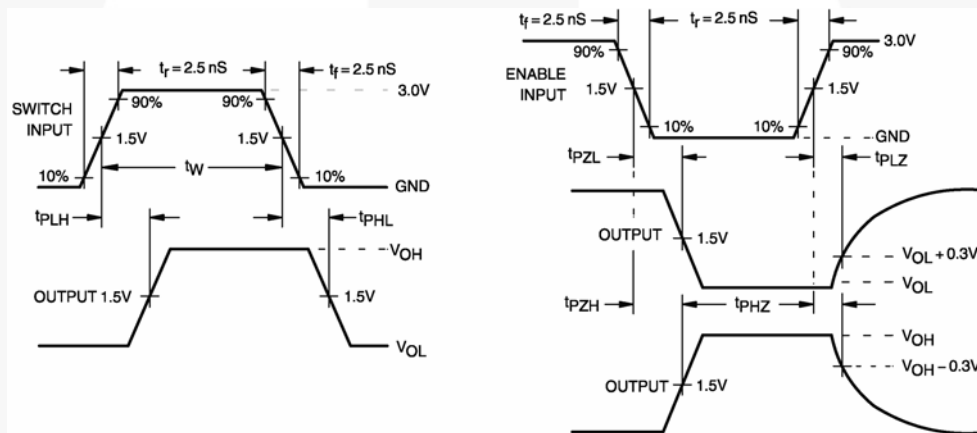 tr = 2.5 nS
tf = 2.5 nS
3.0V
SWITCH
INPUT
90%
90%
1.5V
1.5V
tW
10%
10%
GND
tPLH
tPHL
VOH
OUTPUT 1.5V
1.5V
VOL
tf = 2.5 nS
tr = 2.5 nS
3.0V
90%
90%
ENABLE
INPUT
1.5V
1.5V
10%
10%
GND
tPZL
tPLZ
OUTPUT
1.5V
VOL + 0.3V
VOL
tPZH
tPHZ
VOH
VOH – 0.3V
OUTPUT
1.5V